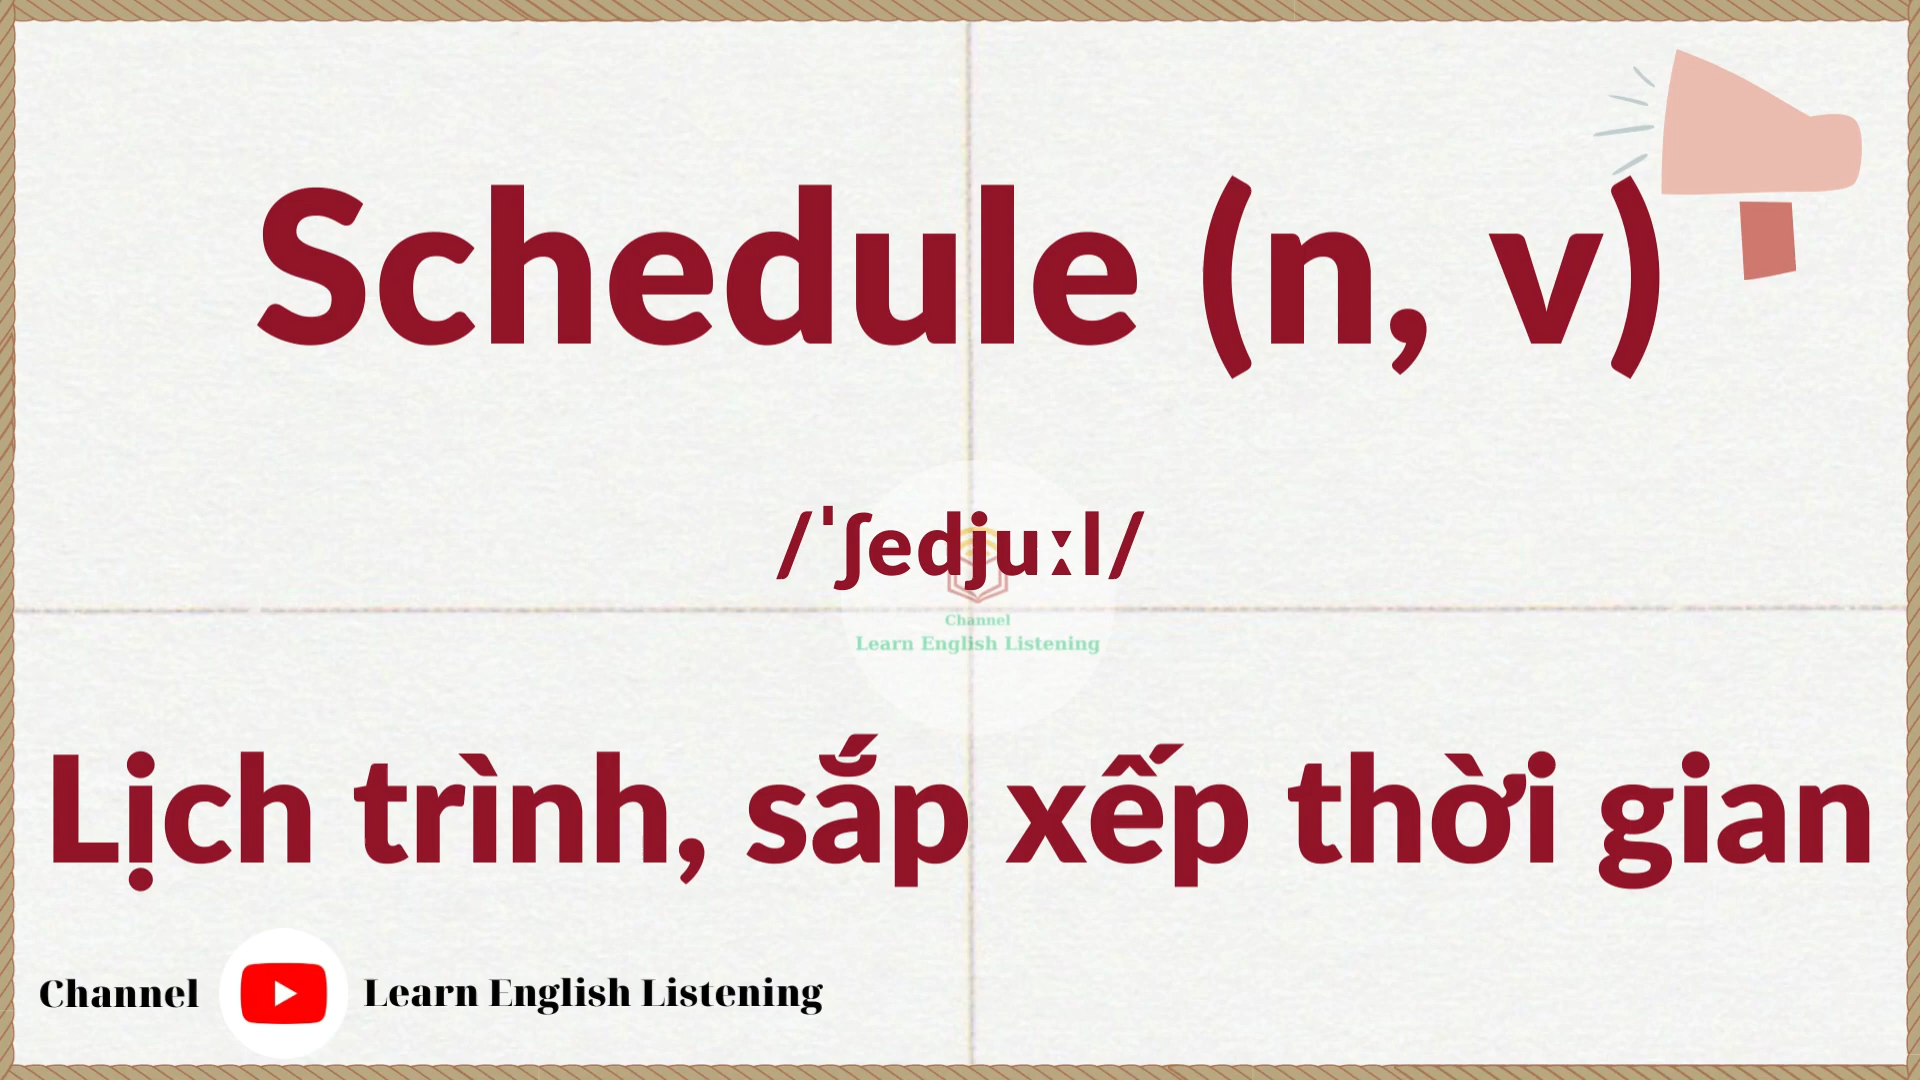 Schedule (n, v)
/ˈʃedjuːl/
Channel
Learn English Listening
Lịch trình, sắp xếp thời gian
Channel Learn English Listening